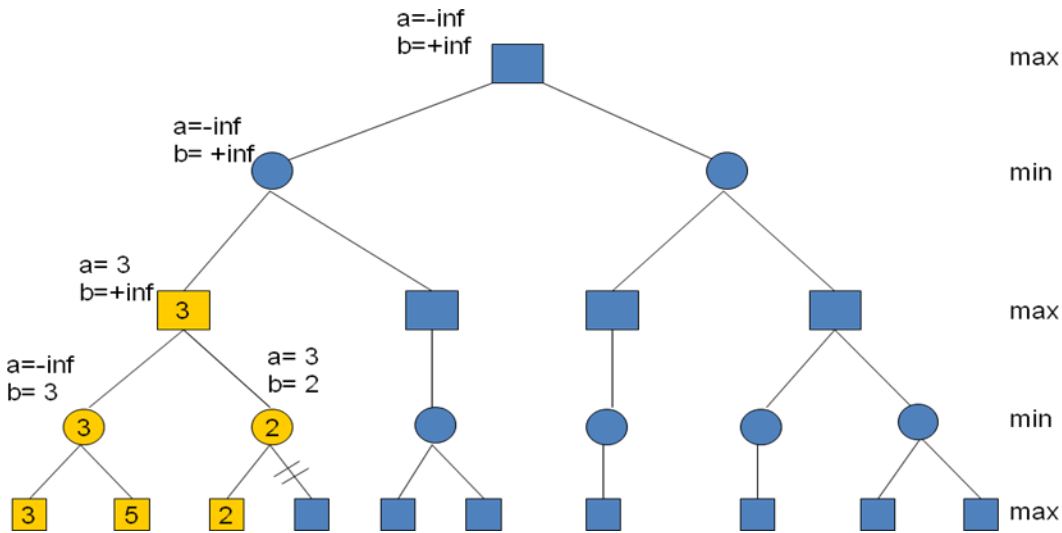 a=-inf
b=+inf
max
a=-inf
b= +inf
min
a= 3
b=+inf
3
max
a=-inf
b= 3
a= 3
b= 2
3
2
min
3
5
2
max